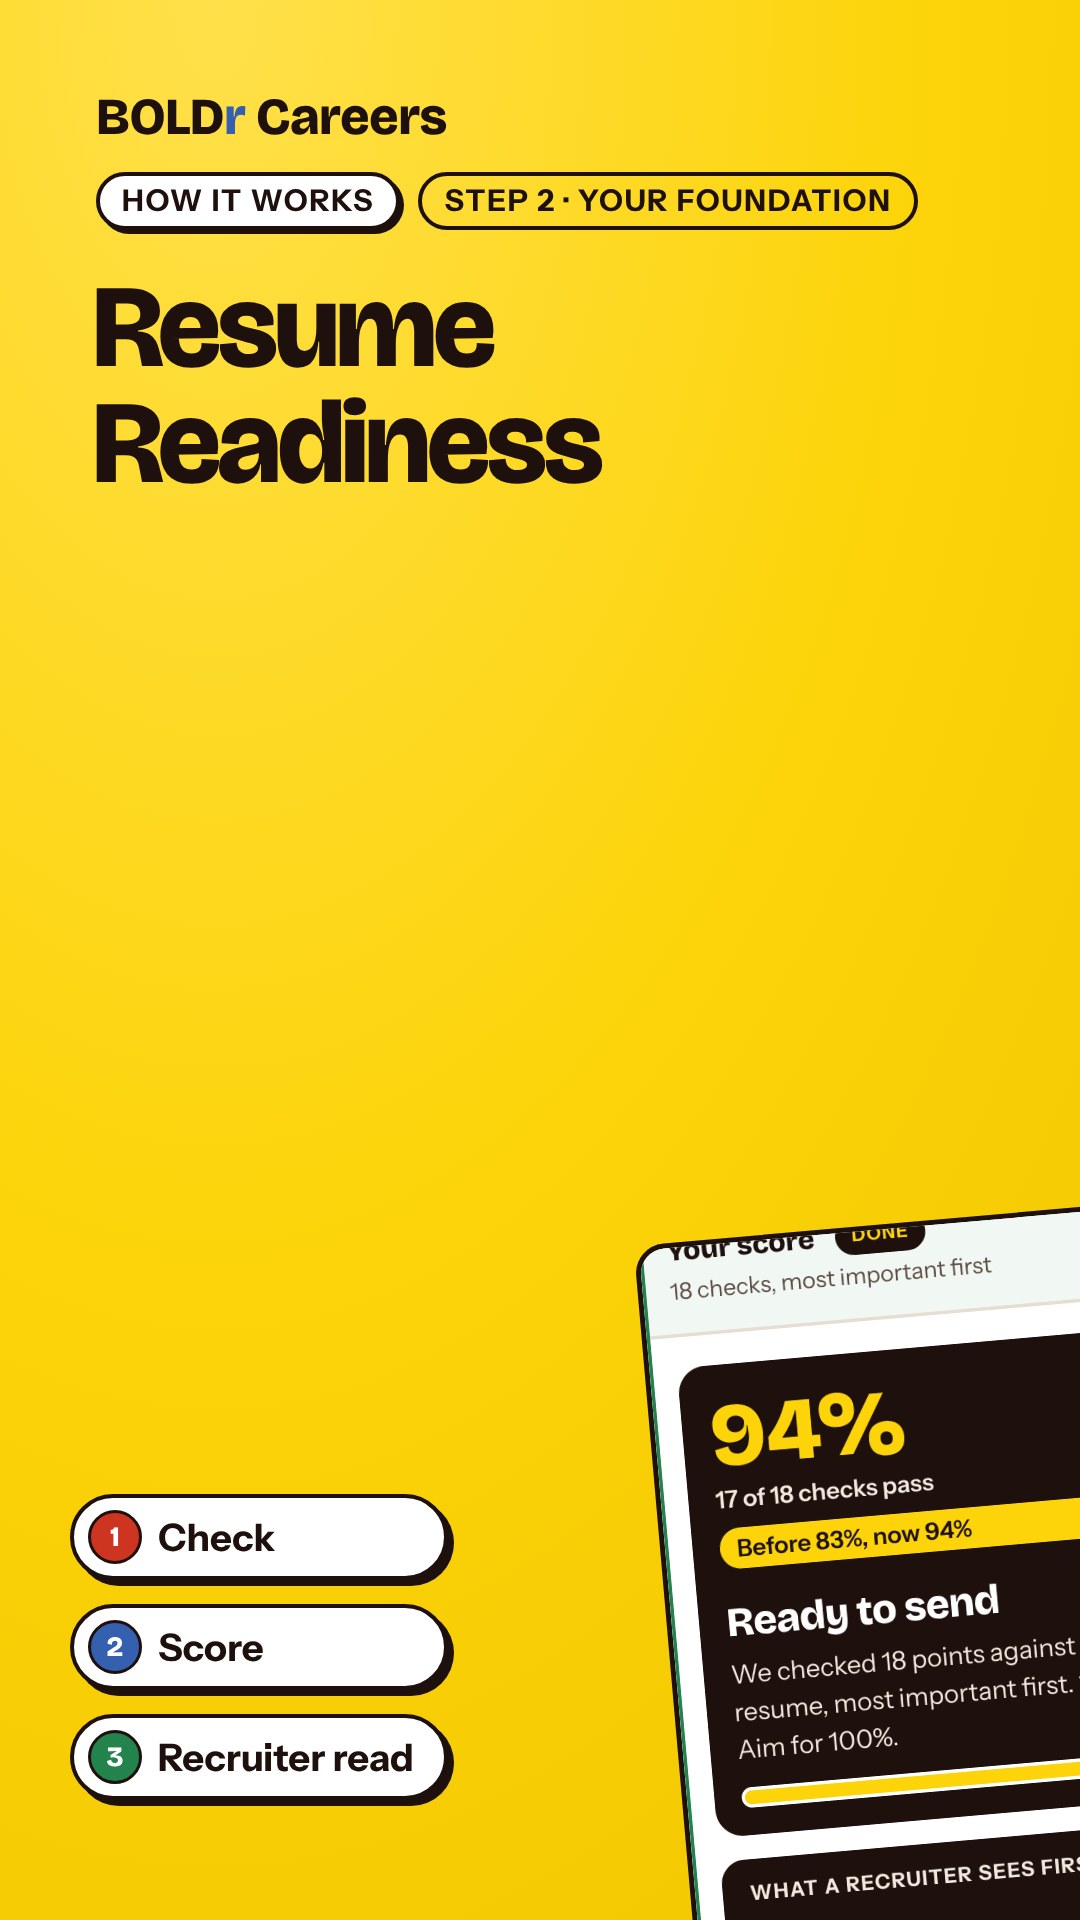 BOLDr Careers
HOW IT WORKS
STEP 2 · YOUR FOUNDATION
Resume
Readiness
Your score DONE
18 checks, most important first
94%
17 of 18 checks pass
Before 83%, now 94%
Ready to send
We checked 18 points against
resume, most important first.
Aim for 100%.
WHAT A RECRUITER SEES
1 Check
2 Score
3 Recruiter read